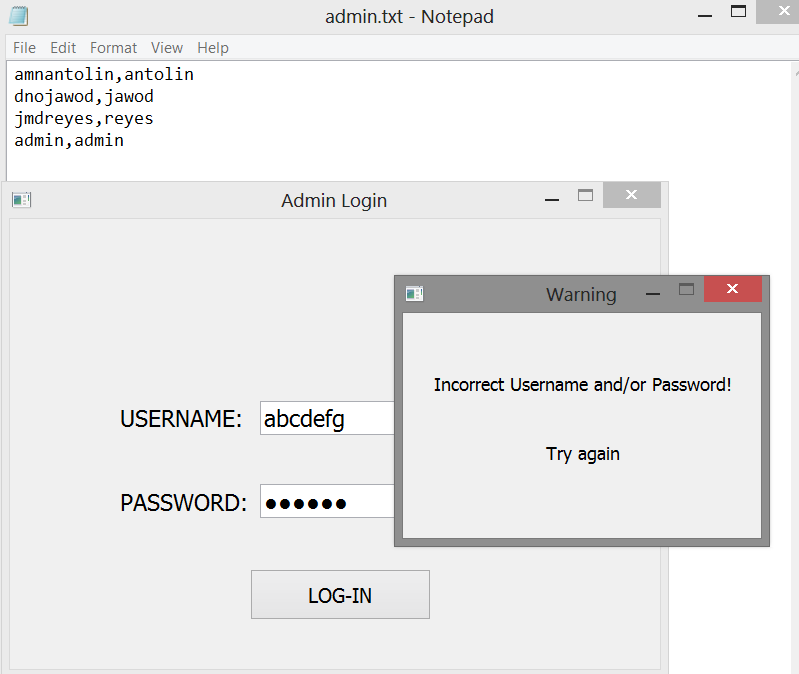 admin.txt - Notepad
File Edit Format View Help
amnantolin,antolin
dnojawod,jawod
jmdreyes,reyes
admin,admin
Admin Login
Warning
Incorrect Username and/or Password!
Try again
USERNAME: abcdefg
PASSWORD: ●●●●●●
LOG-IN